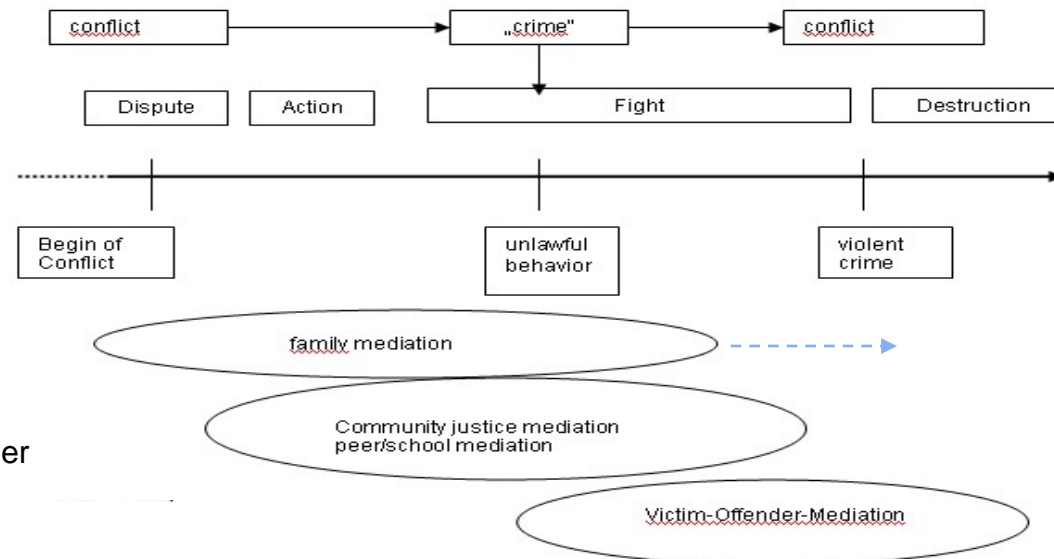 conflict
„crime"
conflict
Dispute
Action
Fight
Destruction
Begin of
Conflict
unlawful
behavior
violent
crime
family mediation
Community justice mediation
peer/school mediation
er
Victim-Offender-Mediation